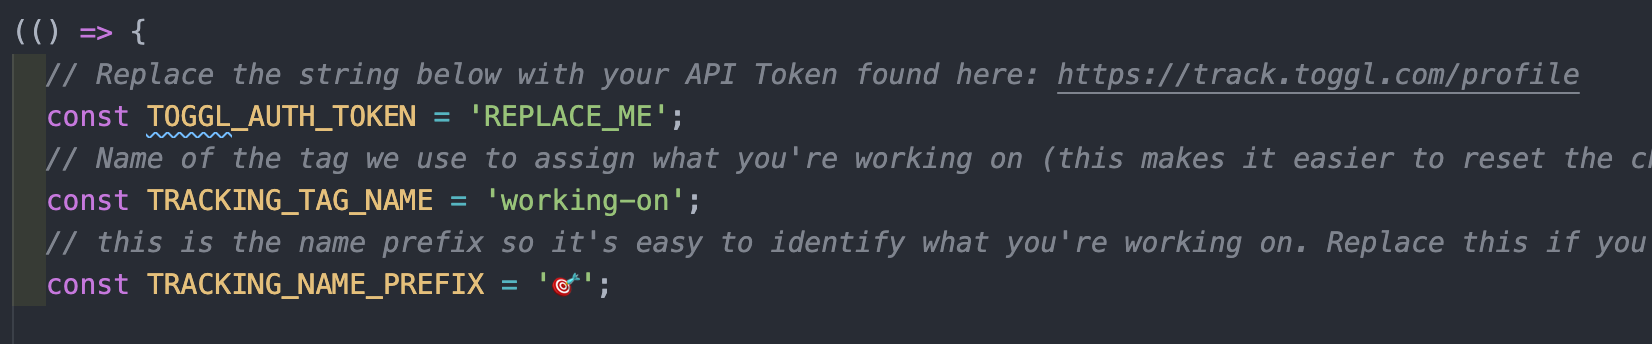 (() => {
// Replace the string below with your API Token found here: https://track.toggl.com/profile
const TOGGL_AUTH_TOKEN = 'REPLACE_ME';
// Name of the tag we use to assign what you're working on (this makes it easier to reset the
const TRACKING_TAG_NAME = 'working-on';
// this is the name prefix so it's easy to identify what you're working on. Replace this if you
const TRACKING_NAME_PREFIX = '🎯';